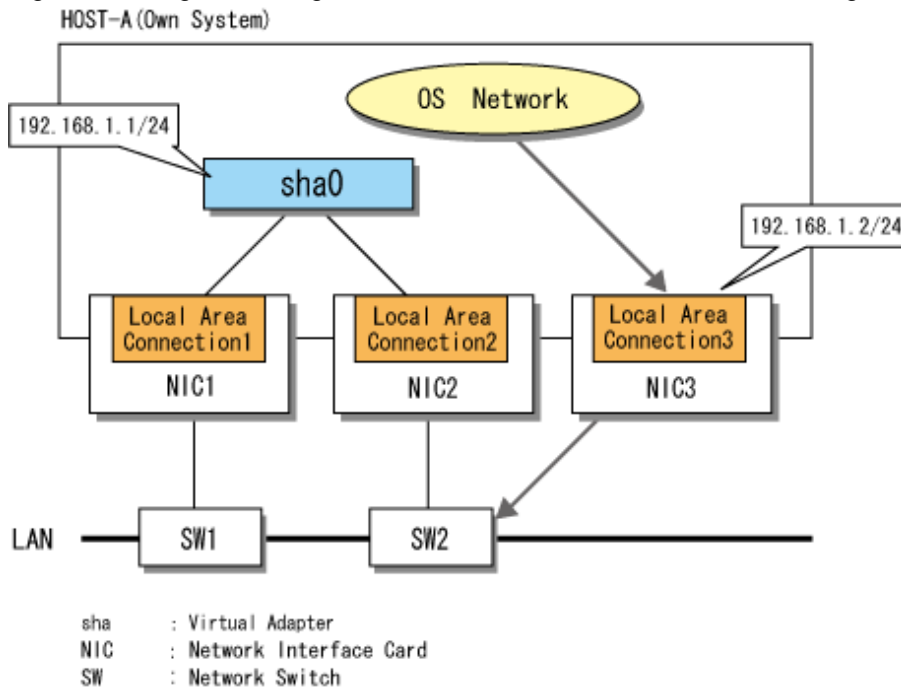 HOST-A(Own System)
OS Network
192.168.1.1/24
sha0
192.168.1.2/24
Local Area
Connection1
Local Area
Connection2
Local Area
Connection3
NIC1
NIC2
NIC3
LAN
SW1
SW2
sha : Virtual Adapter
NIC : Network Interface Card
SW : Network Switch